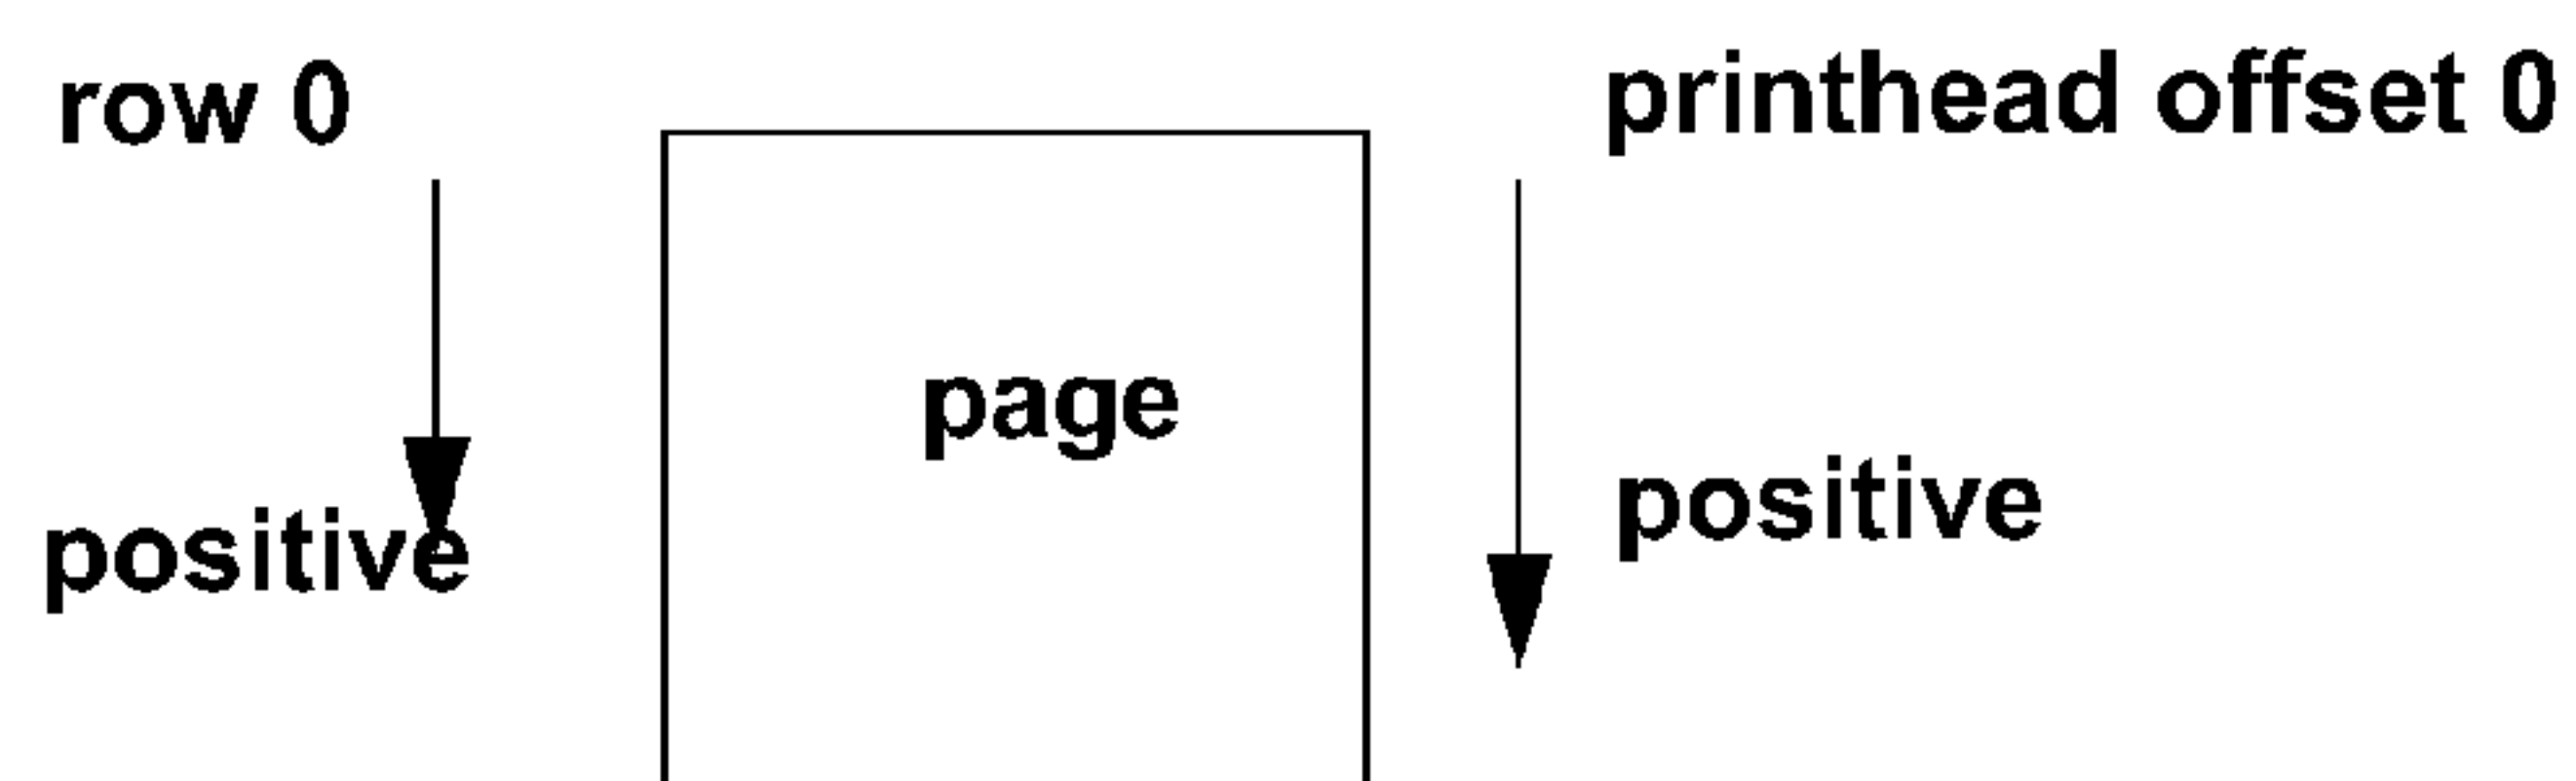 row 0
printhead offset 0
page
positive
positive